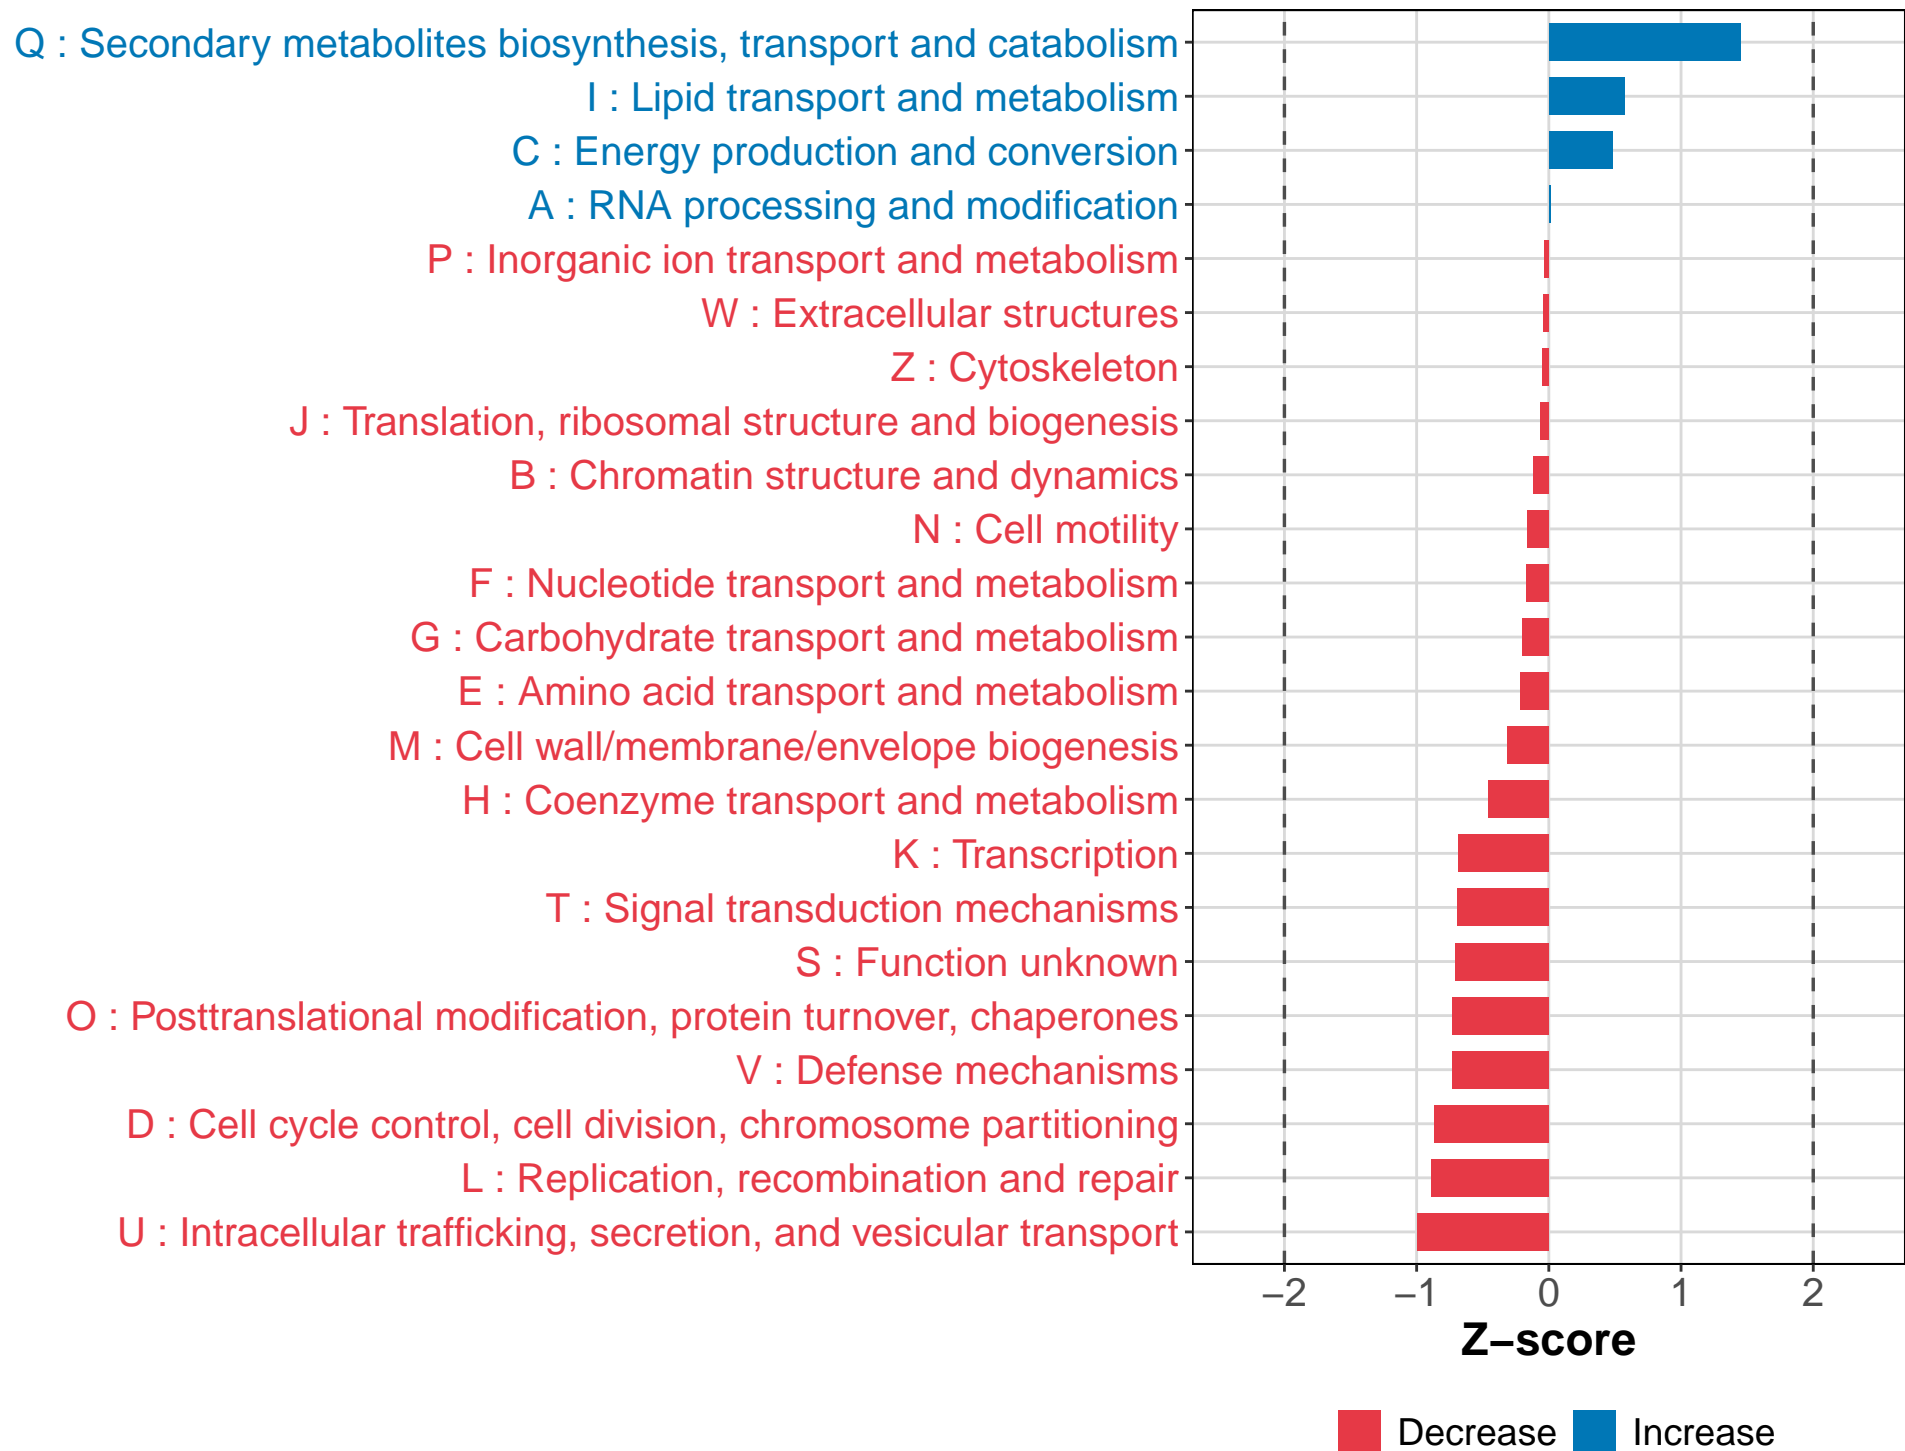 Q : Secondary metabolites biosynthesis, transport and catabolism
I : Lipid transport and metabolism
C : Energy production and conversion
A : RNA processing and modification
P : Inorganic ion transport and metabolism
W : Extracellular structures
Z : Cytoskeleton
J : Translation, ribosomal structure and biogenesis
B : Chromatin structure and dynamics
N : Cell motility
F : Nucleotide transport and metabolism
G : Carbohydrate transport and metabolism
E : Amino acid transport and metabolism
M : Cell wall/membrane/envelope biogenesis
H : Coenzyme transport and metabolism
K : Transcription
T : Signal transduction mechanisms
S : Function unknown
O : Posttranslational modification, protein turnover, chaperones
V : Defense mechanisms
D : Cell cycle control, cell division, chromosome partitioning
L : Replication, recombination and repair
U : Intracellular trafficking, secretion, and vesicular transport
−2 −1 0 1 2
Z−score
Decrease Increase